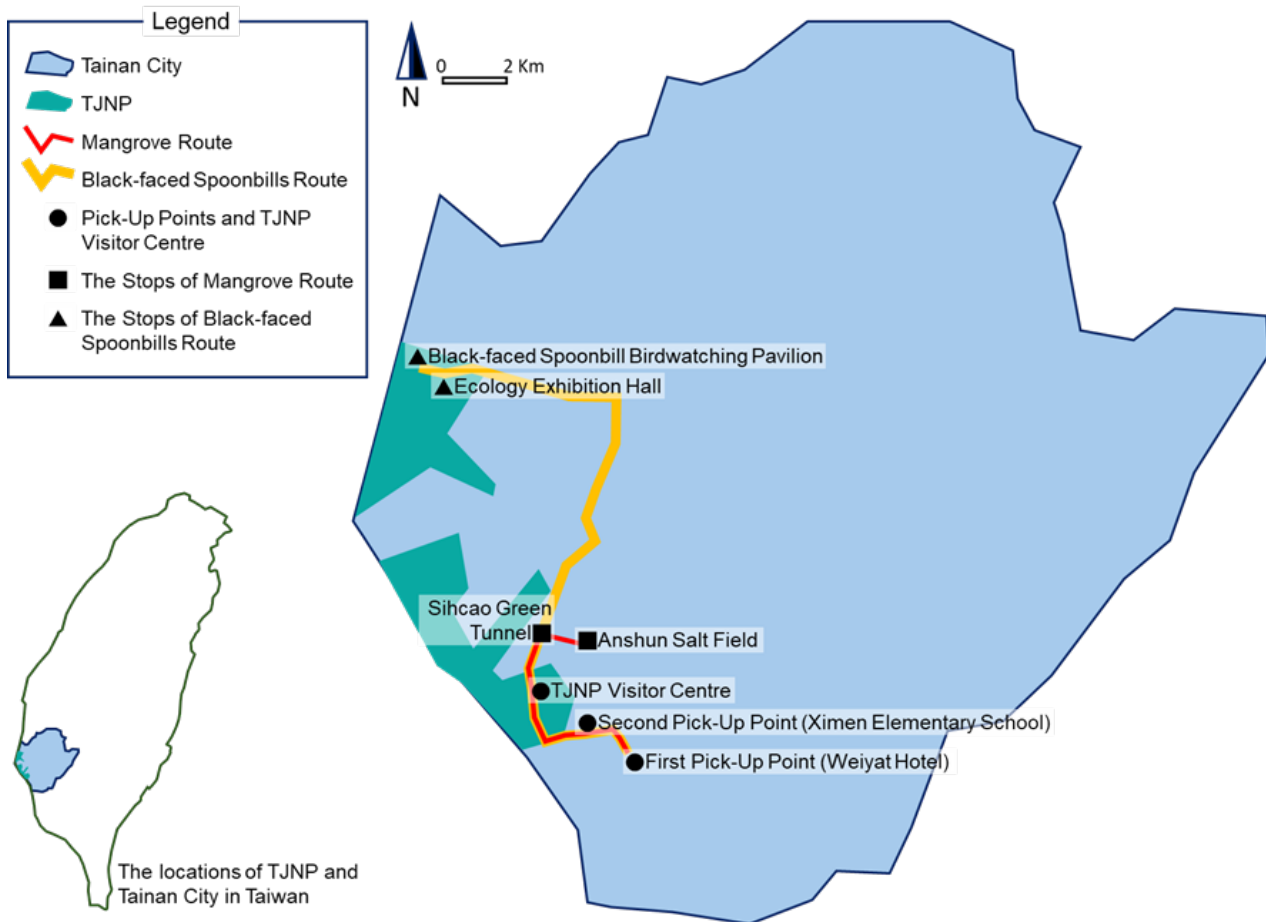 Legend
Tainan City
TJNP
Mangrove Route
Black-faced Spoonbills Route
Pick-Up Points and TJNP
Visitor Centre
The Stops of Mangrove Route
The Stops of Black-faced
Spoonbills Route
0 2 Km
N
Black-faced Spoonbill Birdwatching Pavilion
Ecology Exhibition Hall
Sihcao Green
Tunnel
Anshun Salt Field
TJNP Visitor Centre
Second Pick-Up Point (Ximen Elementary School)
First Pick-Up Point (Weiyat Hotel)
The locations of TJNP and
Tainan City in Taiwan